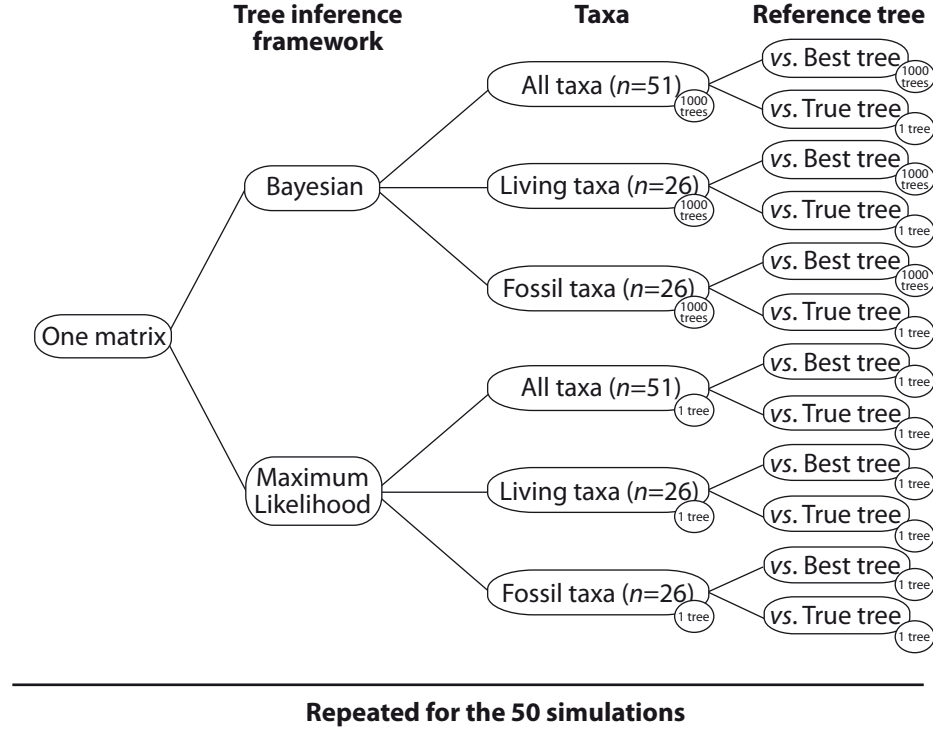 Tree inference
framework
Taxa
Reference tree
One matrix
Bayesian
All taxa (n=51)
1000
trees
vs. Best tree
1000
trees
vs. True tree
1 tree
Living taxa (n=26)
1000
trees
vs. Best tree
1000
trees
vs. True tree
1 tree
Fossil taxa (n=26)
1000
trees
vs. Best tree
1000
trees
vs. True tree
1 tree
Maximum
Likelihood
All taxa (n=51)
1 tree
vs. Best tree
1 tree
vs. True tree
1 tree
Living taxa (n=26)
1 tree
vs. Best tree
1 tree
vs. True tree
1 tree
Fossil taxa (n=26)
1 tree
vs. Best tree
1 tree
vs. True tree
1 tree
Repeated for the 50 simulations